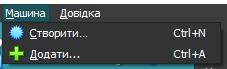 Машина Довідка
Створити... Ctrl+N
Додати... Ctrl+A